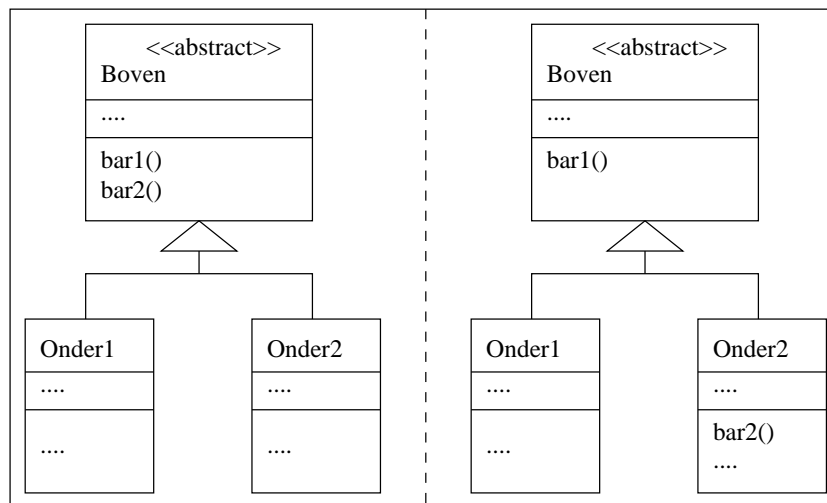 <<abstract>>
Boven
....
bar1()
bar2()
Onder1
....
....
Onder2
....
....
<<abstract>>
Boven
....
bar1()
Onder1
....
....
Onder2
....
bar2()
....